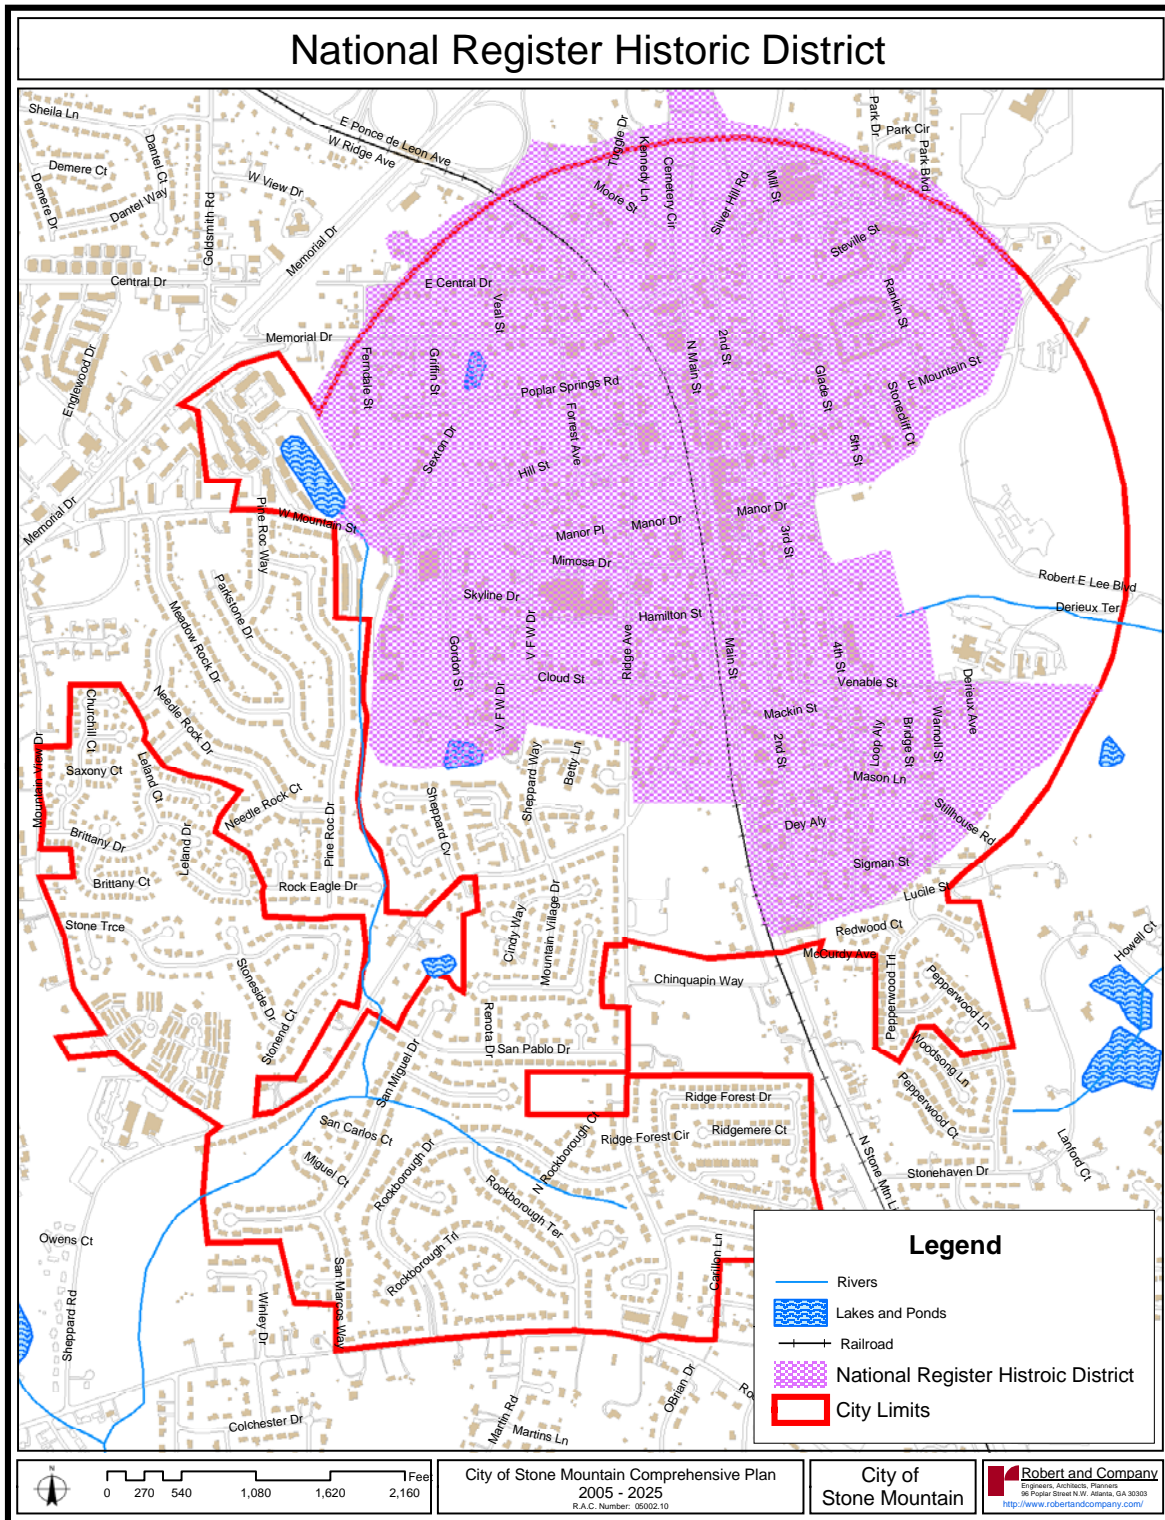 National Register Historic District
Sheila Ln
E Ponce de Leon Ave
W Ridge Ave
Tuggle Dr
Kennedy Ln
Cemetery Cir
Park Dr
Park Cir
Park Blvd
Dantel Ct
Demere Ct
Demere Dr
Dantel Way
W View Dr
Goldsmith Rd
Memorial Dr
Moore St
Silver Hill Rd
Mill St
Steville St
Central Dr
E Central Dr
Veal St
Rankin St
Memorial Dr
Englewood Dr
Ferndale St
Griffin St
Poplar Springs Rd
Forrest Ave
N Main St
2nd St
Glade St
E Mountain St
Stonecliff Ct
Sexton Dr
Hill St
5th St
Memorial Dr
Pine Roc Way
W Mountain St
Manor Pl
Manor Dr
Manor Dr
3rd St
Mimosa Dr
Robert E Lee Blvd
Derieux Ter
Parkstone Dr
Meadow Rock Dr
Skyline Dr
V F W Dr
Hamilton St
Gordon St
Cloud St
Ridge Ave
Main St
4th St
Venable St
Derieux Ave
Needle Rock Dr
Churchill Ct
V F W Dr
Mackin St
2nd St
Loop Aly
Bridge St
Warnoll St
Mountain View Dr
Saxony Ct
Leland Ct
Sheppard Way
Betty Ln
Mason Ln
Needle Rock Ct
Pine Roc Dr
Sheppard Cv
Stillhouse Rd
Brittany Dr
Leland Dr
Dey Aly
Brittany Ct
Rock Eagle Dr
Sigman St
Lucile St
Stone Trce
Cindy Way
Mountain Village Dr
Redwood Ct
McCurdy Ave
Howell Ct
Stoneside Dr
Chinquapin Way
Pepperwood Trl
Pepperwood Ln
Stonend Ct
Renota Dr
San Pablo Dr
San Miguel Dr
Woodsong Ln
Pepperwood Ct
Ridge Forest Dr
San Carlos Ct
N Rockborough Ct
Ridge Forest Cir
Ridgemere Ct
Lanford Ct
Miguel Ct
Rockborough Dr
Rockborough Ter
N Stone Mtn Li
Stonehaven Dr
Owens Ct
Rockborough Trl
Carillon Ln
Sheppard Rd
Winley Dr
San Marcos Way
Colchester Dr
Martin Rd
Martins Ln
OBrian Dr
Ro
Legend
Rivers
Lakes and Ponds
Railroad
National Register Histroic District
City Limits
N
Feet
0 270 540 1,080 1,620 2,160
City of Stone Mountain Comprehensive Plan
2005 - 2025
R.A.C. Number: 05002.10
City of
Stone Mountain
Robert and Company
Engineers, Architects, Planners
96 Poplar Street N.W. Atlanta, GA 30303
http://www.robertandcompany.com/